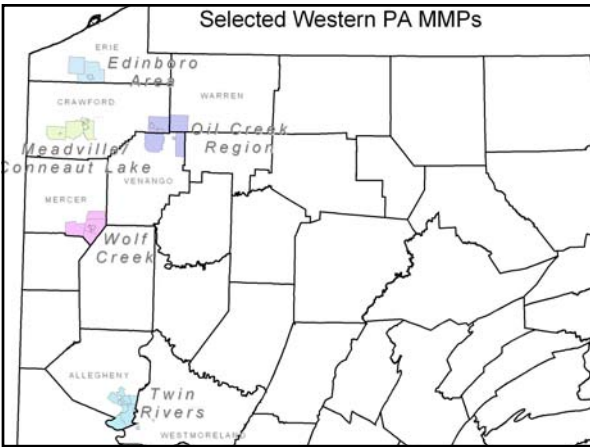 Selected Western PA MMPs
ERIE
Edinboro
Area
CRAWFORD
WARREN
Meadville/
Conneaut Lake
Oil Creek
Region
VENANGO
MERCER
Wolf
Creek
ALLEGHENY
Twin
Rivers
WESTMORELAND